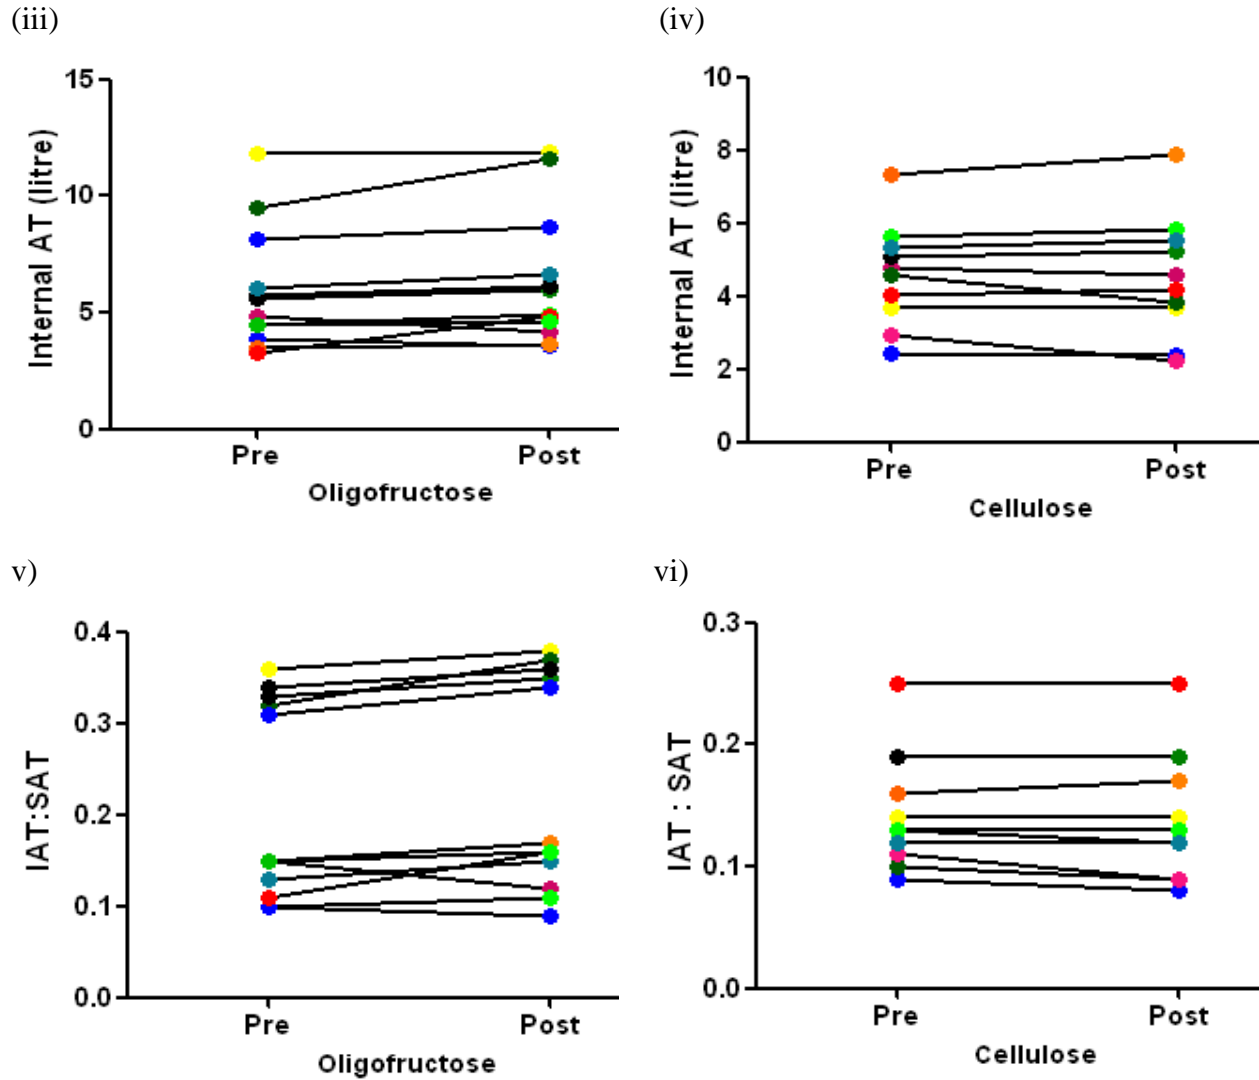 (iii)
15
10
5
0
Internal AT (litre)
Pre
Post
Oligofructose
(iv)
10
8
6
4
2
0
Internal AT (litre)
Pre
Post
Cellulose
v)
0.4
0.3
0.2
0.1
0.0
IAT:SAT
Pre
Post
Oligofructose
vi)
0.3
0.2
0.1
0.0
IAT : SAT
Pre
Post
Cellulose